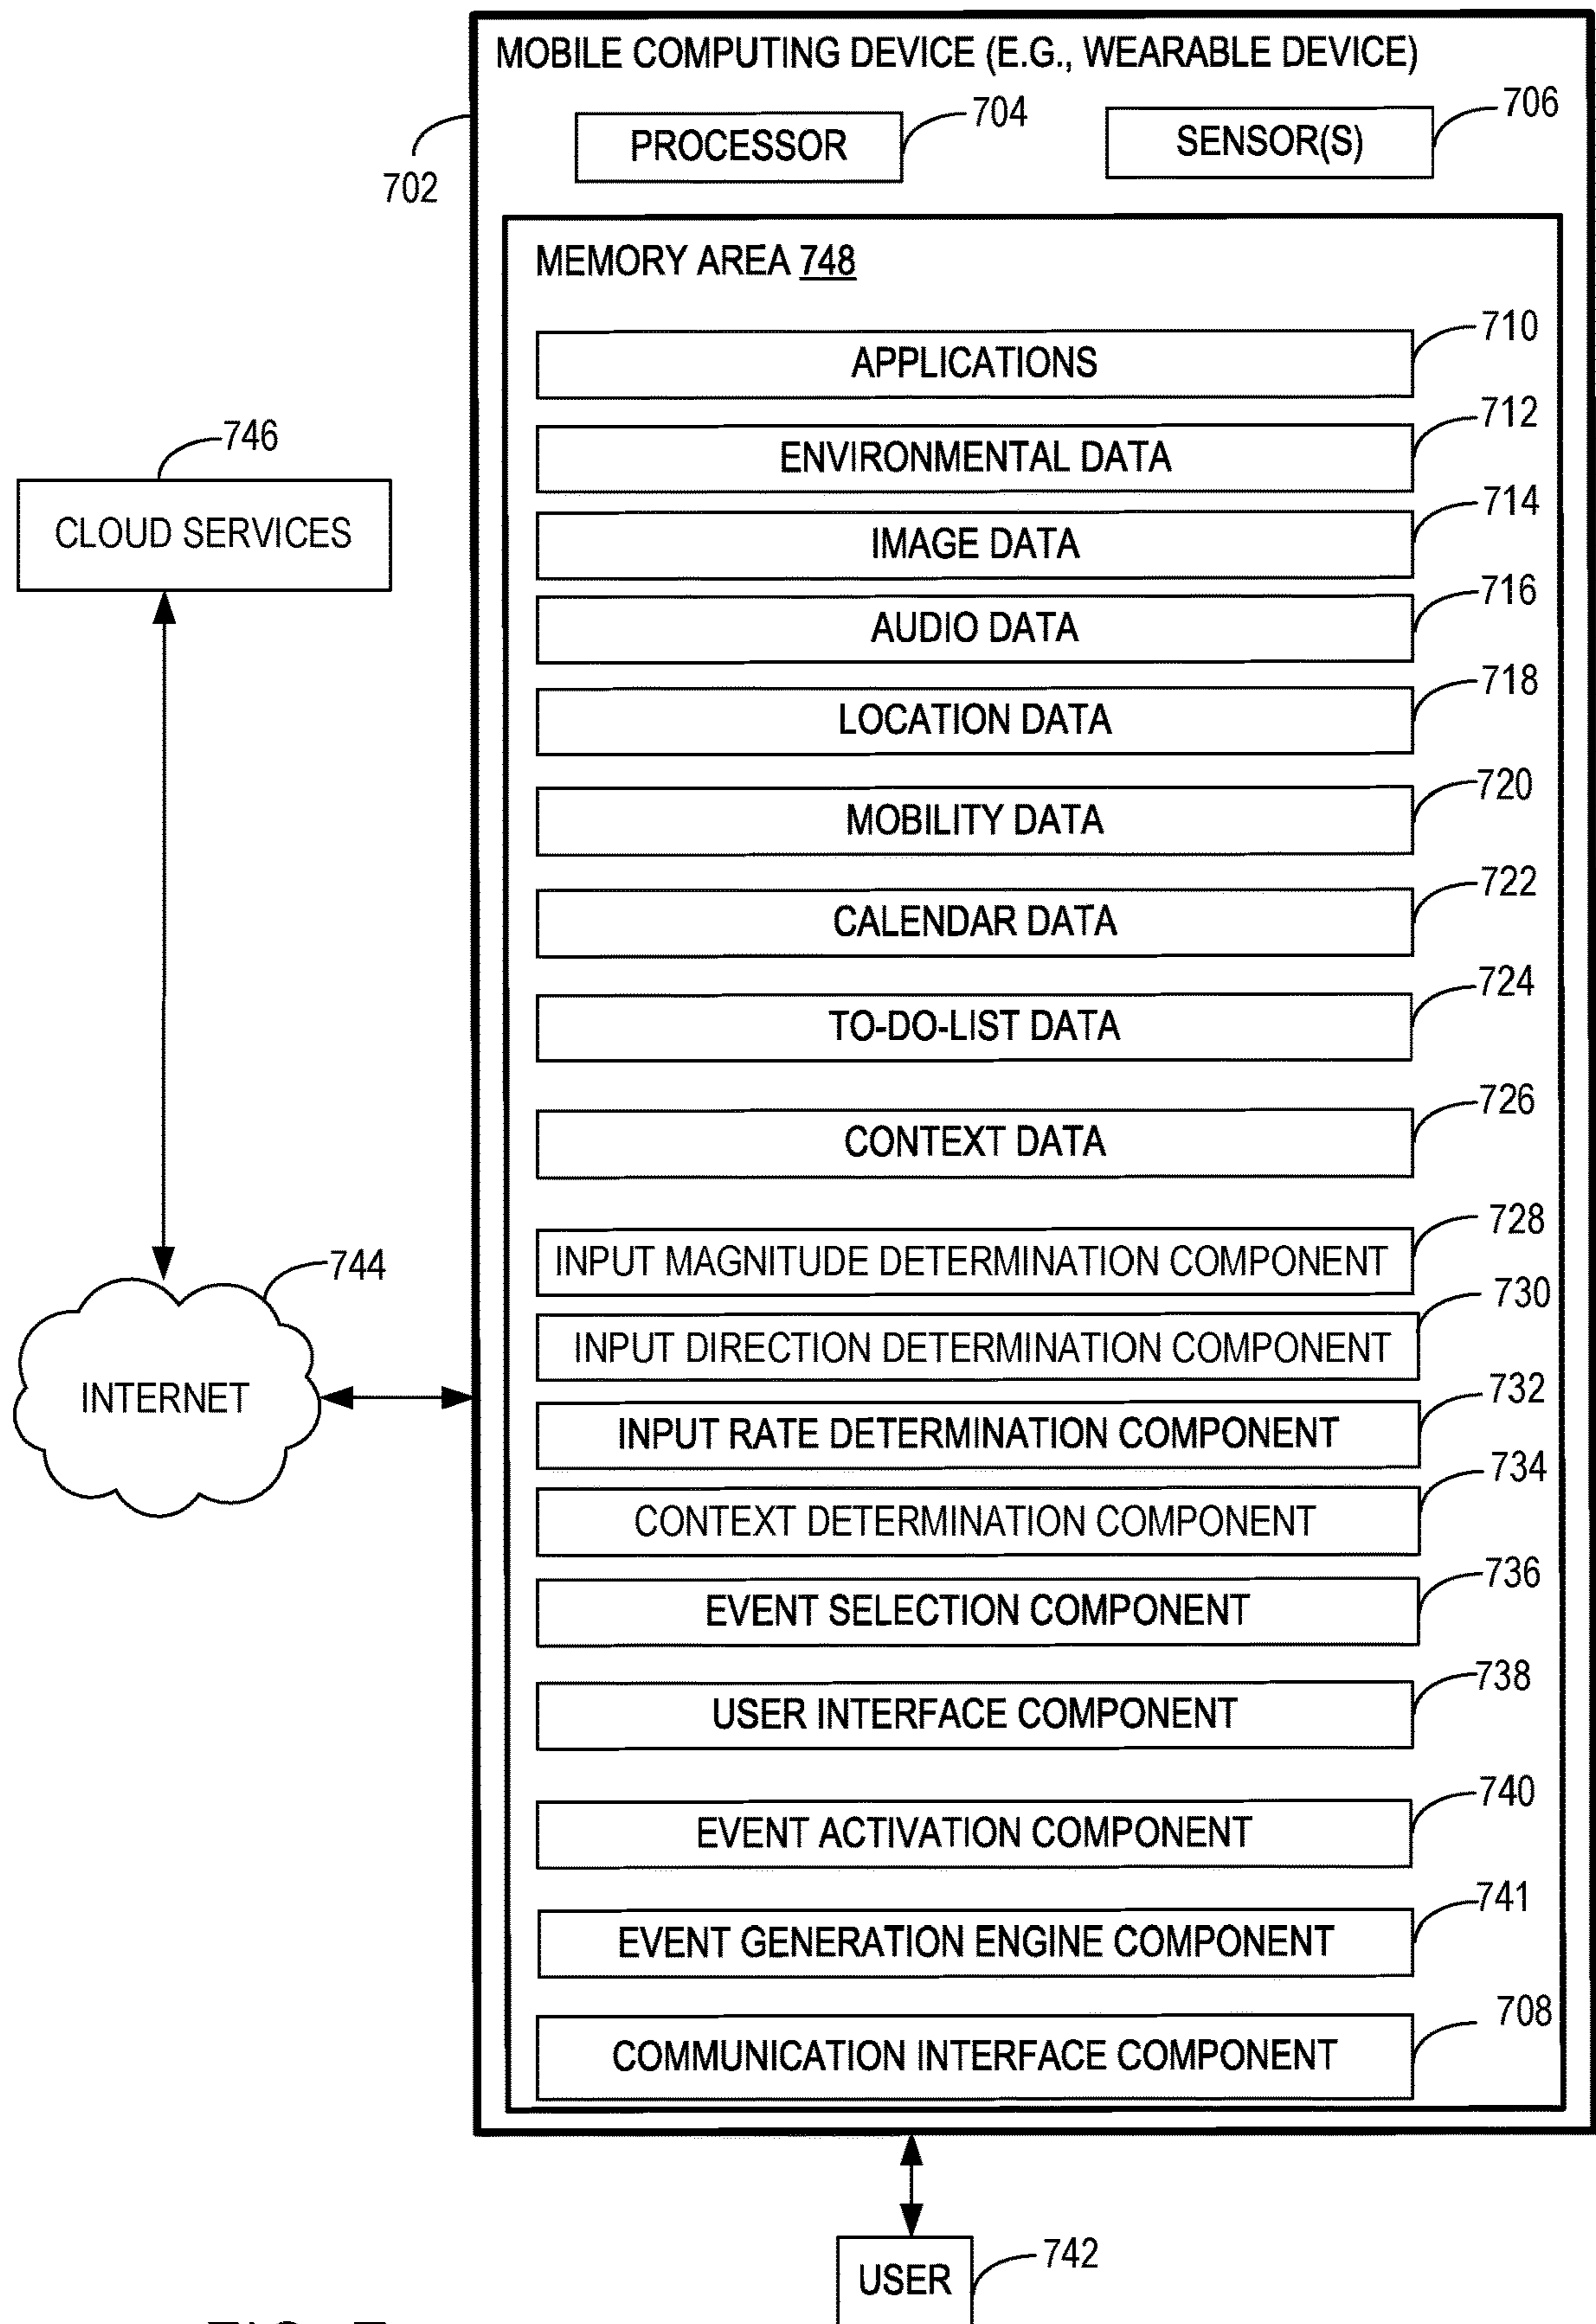 MOBILE COMPUTING DEVICE (E.G., WEARABLE DEVICE)
PROCESSOR
704
SENSOR(S)
706
702
MEMORY AREA 748
APPLICATIONS
710
ENVIRONMENTAL DATA
712
IMAGE DATA
714
AUDIO DATA
716
LOCATION DATA
718
MOBILITY DATA
720
CALENDAR DATA
722
TO-DO-LIST DATA
724
CONTEXT DATA
726
INPUT MAGNITUDE DETERMINATION COMPONENT
728
INPUT DIRECTION DETERMINATION COMPONENT
730
INPUT RATE DETERMINATION COMPONENT
732
CONTEXT DETERMINATION COMPONENT
734
EVENT SELECTION COMPONENT
736
USER INTERFACE COMPONENT
738
EVENT ACTIVATION COMPONENT
740
EVENT GENERATION ENGINE COMPONENT
741
COMMUNICATION INTERFACE COMPONENT
708
746
CLOUD SERVICES
744
INTERNET
USER
742